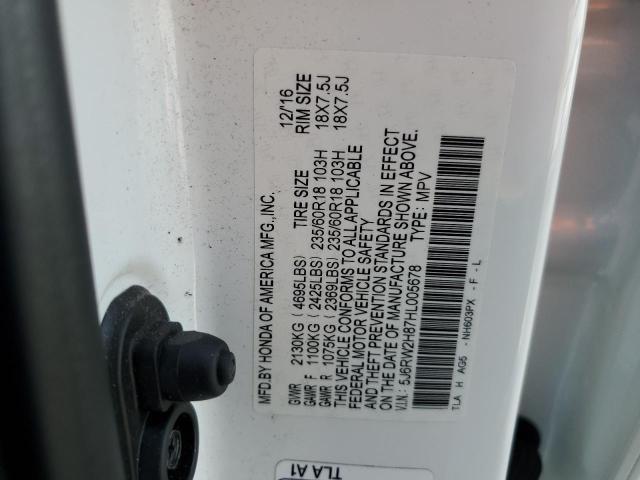 MFD.BY HONDA OF AMERICA MFG.,INC. 12/'16
TIRE SIZE RIM SIZE
GVWR 2130KG (4695LBS)
GAWR F 1100KG (2425LBS) 235/60R18 103H 18X7.5J
GAWR R 1075KG (2369LBS) 235/60R18 103H 18X7.5J
THIS VEHICLE CONFORMS TO ALL APPLICABLE
FEDERAL MOTOR VEHICLE SAFETY
AND THEFT PREVENTION STANDARDS IN EFFECT
ON THE DATE OF MANUFACTURE SHOWN ABOVE.
V.I.N.: 5J6RW2H87HL005678 TYPE: MPV
TLA H AG5 - NH603PX - F - L
TLA A1